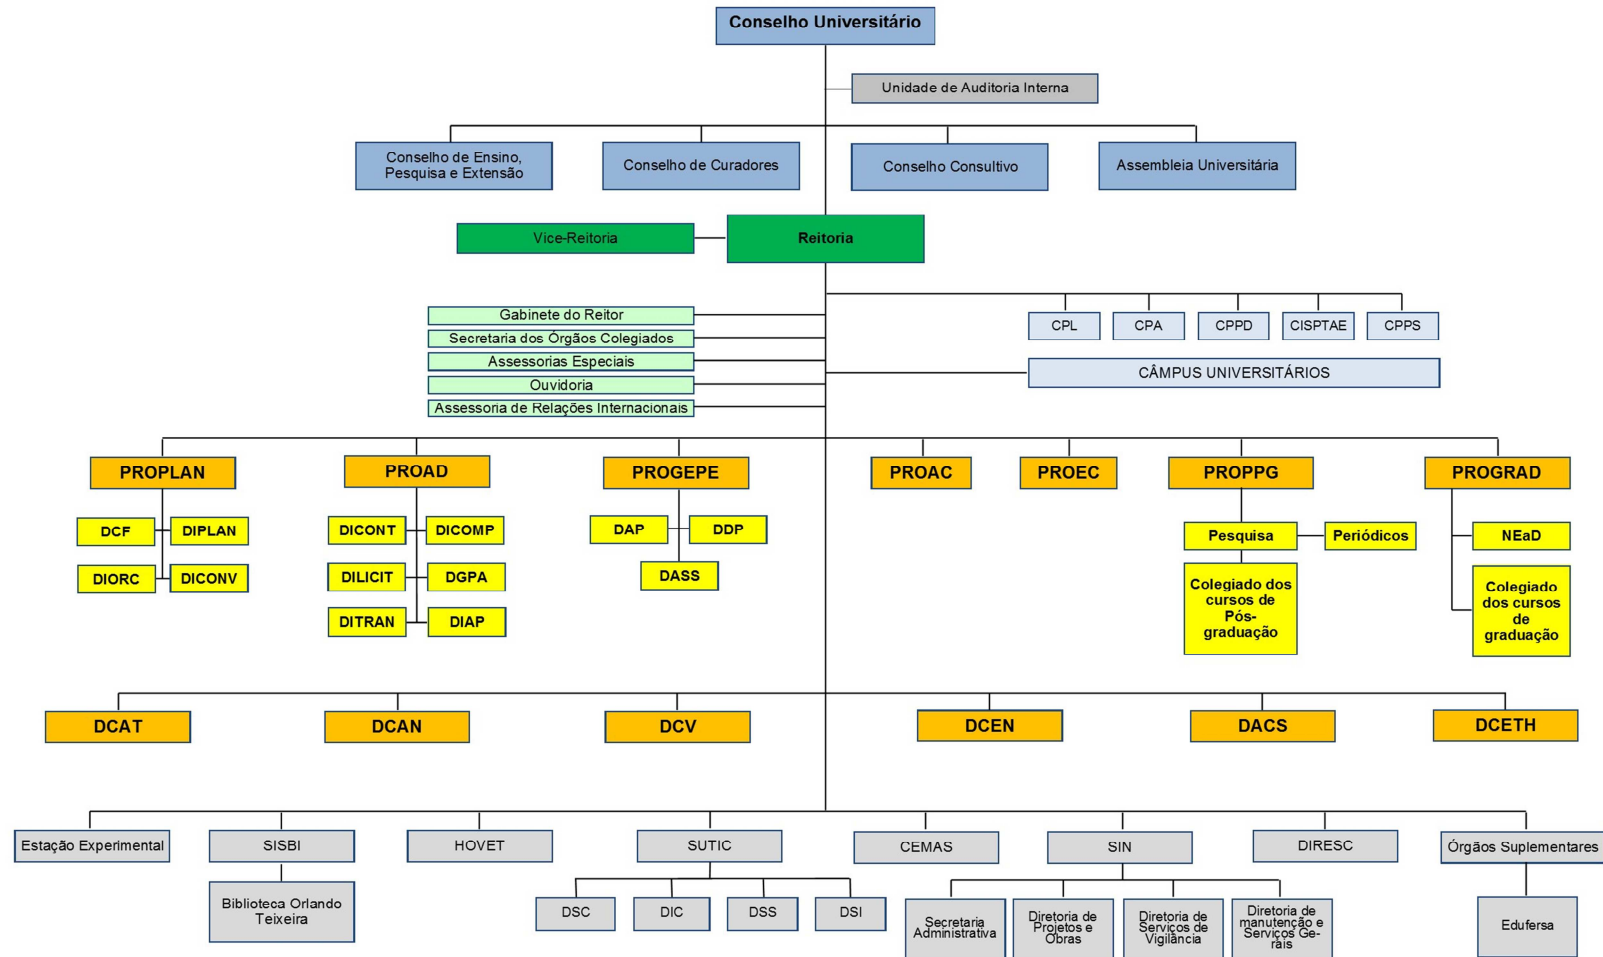 Conselho Universitário
Unidade de Auditoria Interna
Conselho de Ensino,
Pesquisa e Extensão
Conselho de Curadores
Conselho Consultivo
Assembleia Universitária
Vice-Reitoria
Reitoria
Gabinete do Reitor
Secretaria dos Órgãos Colegiados
Assessorias Especiais
Ouvidoria
Assessoria de Relações Internacionais
CPL
CPA
CPPD
CISPTAE
CPPS
CÂMPUS UNIVERSITÁRIOS
PROPLAN
PROAD
PROGEPE
PROAC
PROEC
PROPPG
PROGRAD
DCF
DIPLAN
DIORC
DICONV
DICONT
DICOMP
DILICIT
DGPA
DITRAN
DIAP
DAP
DDP
DASS
Pesquisa
Periódicos
Colegiado dos
cursos de
Pós-
graduação
NEaD
Colegiado
dos cursos
de
graduação
DCAT
DCAN
DCV
DCEN
DACS
DCETH
Estação Experimental
SISBI
HOVET
SUTIC
CEMAS
SIN
DIRESC
Órgãos Suplementares
Biblioteca Orlando
Teixeira
DSC
DIC
DSS
DSI
Secretaria
Administrativa
Diretoria de
Projetos e
Obras
Diretoria de
Serviços de
Vigilância
Diretoria de
manutenção e
Serviços Ge-
rais
Edufersa